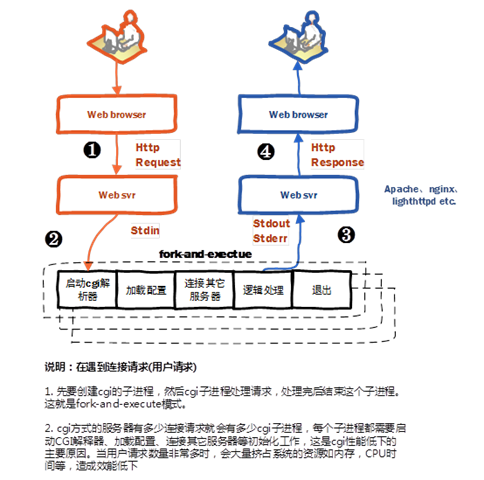 Web browser
Web browser
❶ Http Request
❹ Http Response
Web svr
Web svr
Apache、nginx、
lighthttpd etc.
❷ Stdin
Stdout
Stderr
❸
fork-and-exectue
启动cgi解析器
加载配置
连接其它服务器
逻辑处理
退出
说明：在遇到连接请求(用户请求)
1. 先要创建cgi的子进程，然后cgi子进程处理请求，处理完后结束这个子进程。
这就是fork-and-execute模式。
2. cgi方式的服务器有多少连接请求就会有多少cgi子进程，每个子进程都需要启
动CGI解释器、加载配置、连接其它服务器等初始化工作，这是cgi性能低下的
主要原因。当用户请求数量非常多时，会大量挤占系统的资源如内存，CPU时
间等，造成效能低下